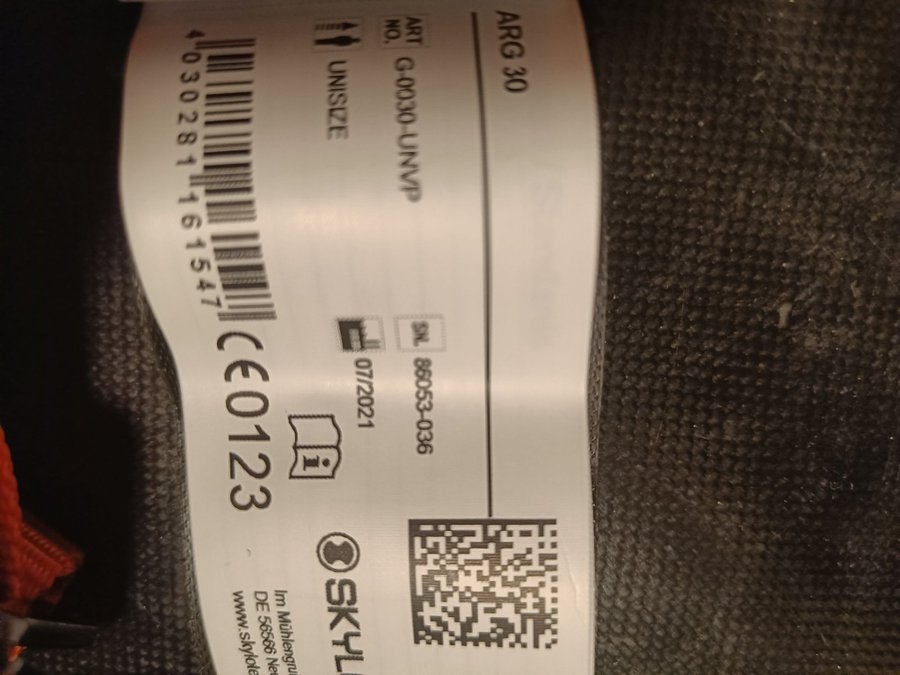 ARG 30
ART NO. G-0030-UNVP
UNISIZE
4 030281 161547
SN. 86053-036
07/2021
CE0123
SKYL
Im Mühlengru
DE 56566 Ne
www.skylote